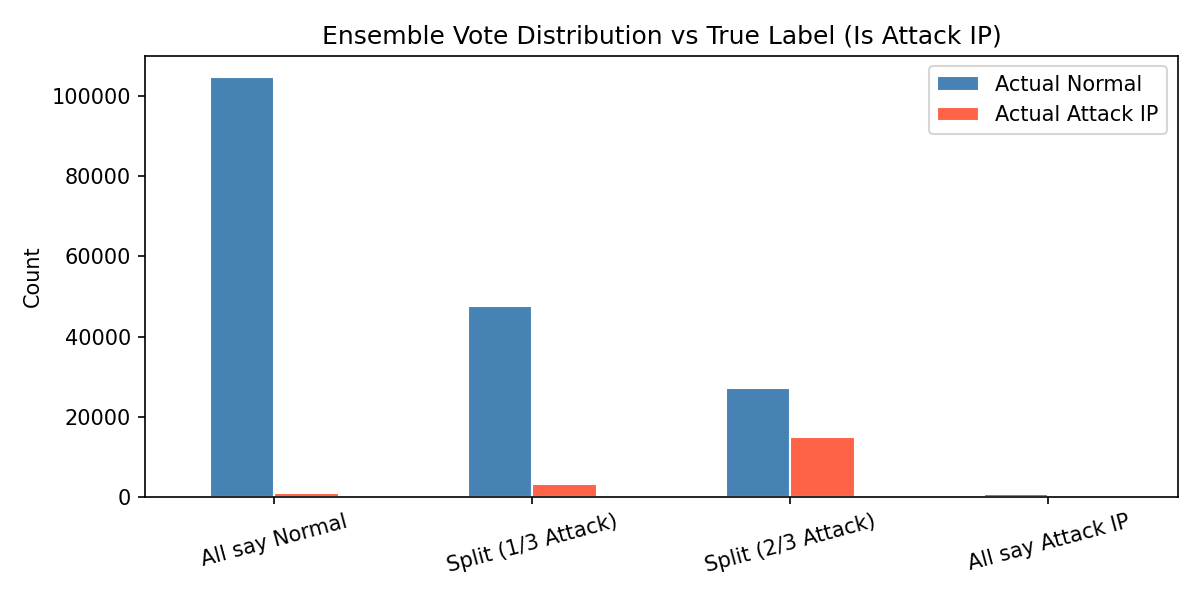 Ensemble Vote Distribution vs True Label (Is Attack IP)
Actual Normal
Actual Attack IP
Count
100000
80000
60000
40000
20000
0
All say Normal
Split (1/3 Attack)
Split (2/3 Attack)
All say Attack IP